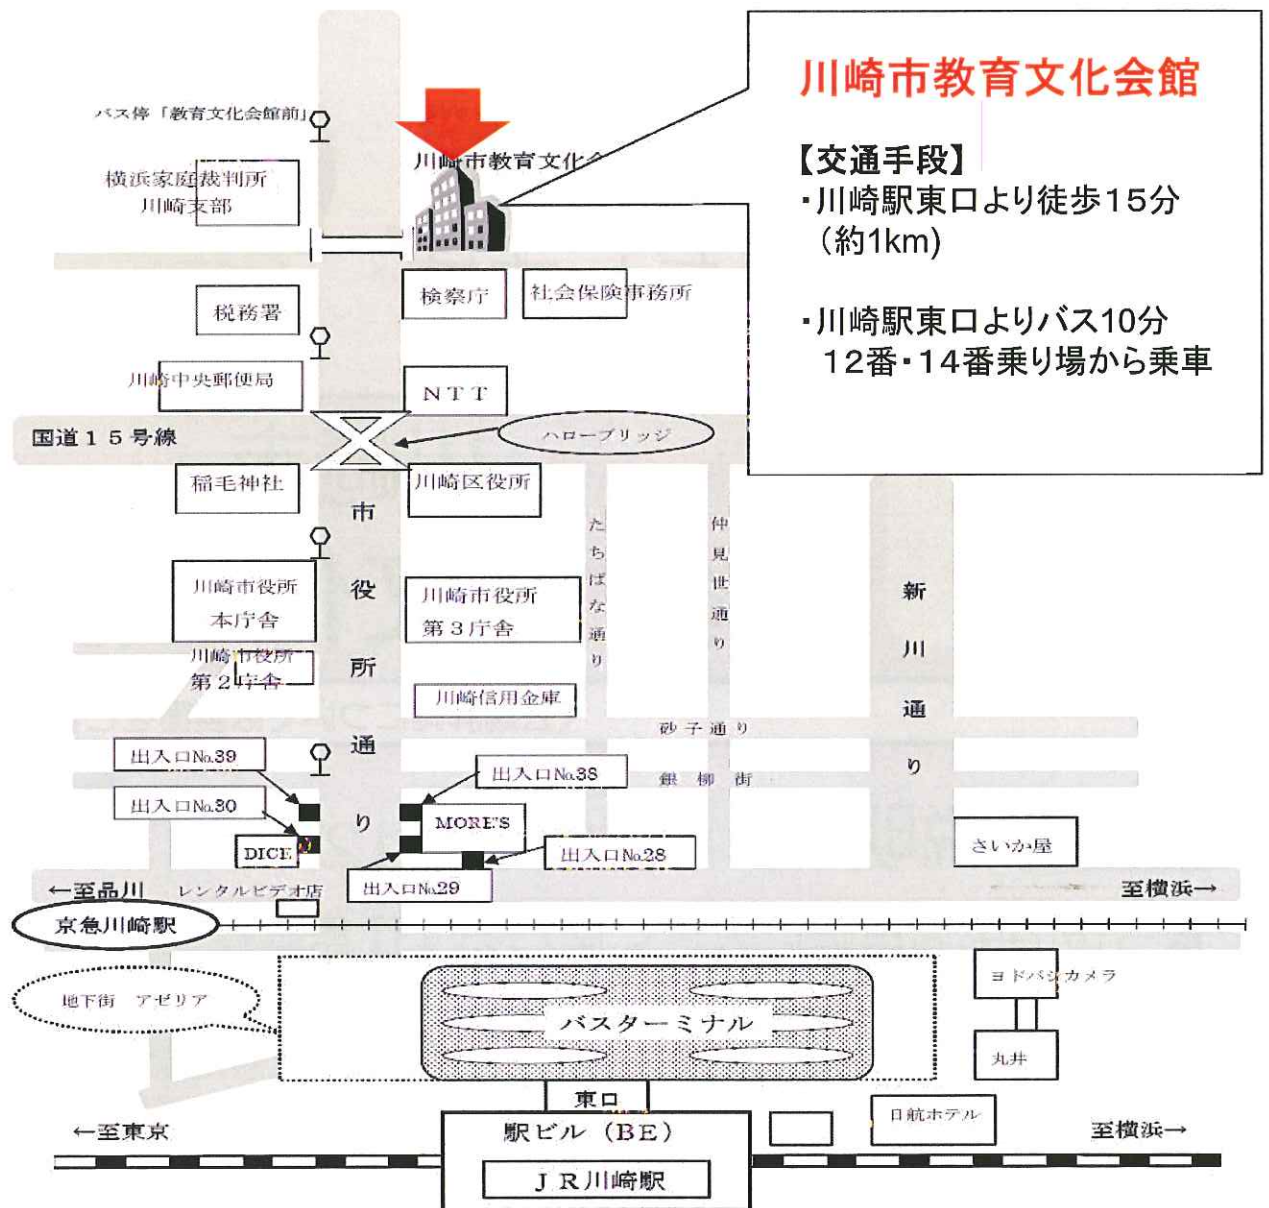 川崎市教育文化会館
【交通手段】
・川崎駅東口より徒歩15分
(約1km)
・川崎駅東口よりバス10分
12番・14番乗り場から乗車
バス停「教育文化会館前」
川崎市教育文化会
横浜家庭裁判所
川崎支部
検察庁
社会保険事務所
税務署
川崎中央郵便局
NTT
国道15号線
ハローブリッジ
稲毛神社
川崎区役所
市役所通り
たちばな通り
仲見世通り
新川通り
川崎市役所
本庁舎
川崎市役所
第3庁舎
川崎市役所
第2庁舎
川崎信用金庫
砂子通り
銀柳街
出入口No.39
出入口No.38
出入口No.30
MORE'S
DICE
出入口No.28
さいか屋
出入口No.29
←至品川
レンタルビデオ店
至横浜→
京急川崎駅
地下街 アゼリア
バスターミナル
ヨドバシカメラ
丸井
東口
日航ホテル
←至東京
駅ビル(BE)
至横浜→
JR川崎駅